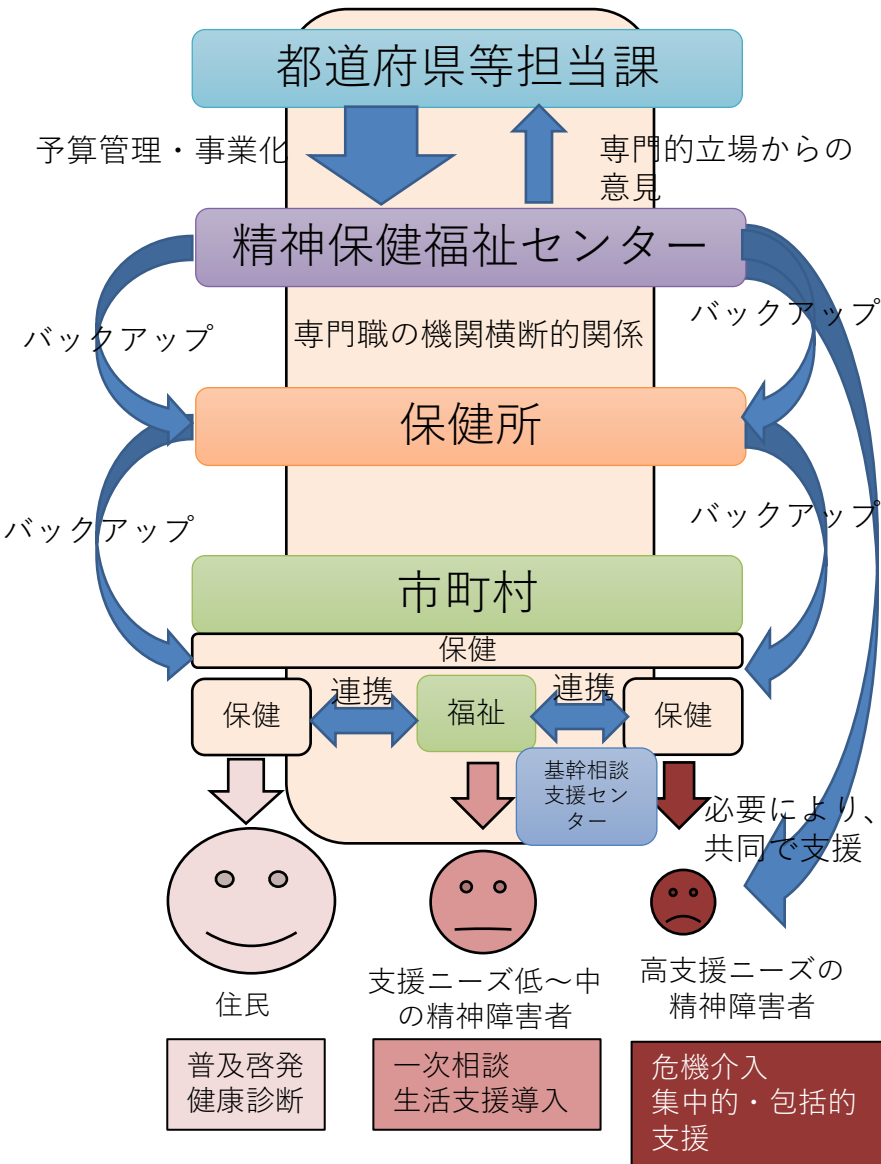 都道府県等担当課
予算管理・事業化
専門的立場からの
意見
精神保健福祉センター
バックアップ
専門職の機関横断的関係
バックアップ
保健所
バックアップ
バックアップ
市町村
保健
保健
連携
福祉
連携
保健
基幹相談
支援セン
ター
必要により、
共同で支援
住民
支援ニーズ低～中
の精神障害者
高支援ニーズの
精神障害者
普及啓発
健康診断
一次相談
生活支援導入
危機介入
集中的・包括的
支援